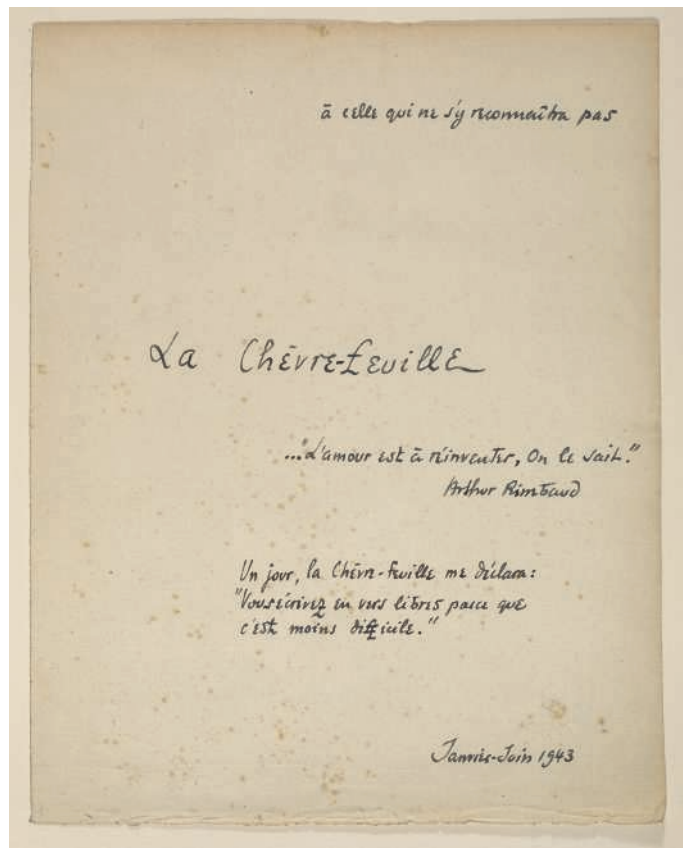 à celle qui ne s'y reconnaîtra pas
La Chèvre-feuille
..."L'amour est à réinventer, On le sait."
Arthur Rimbaud
Un jour, la Chèvre-feuille me déclara:
"Vous écrivez en vers libres parce que
c'est moins difficile."
Janvier-Juin 1943